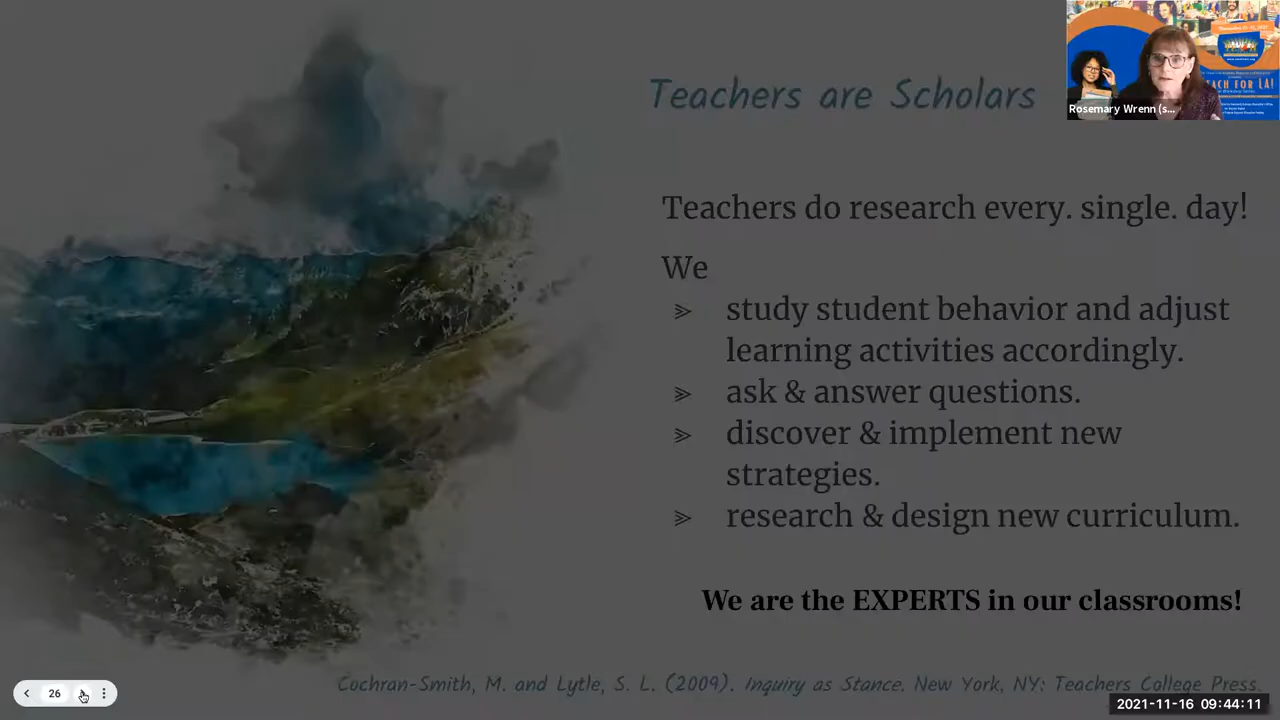 Teachers are Scholars
EACH FOR LA!
Rosemary Wrenn (s...
Teachers do research every. single. day!
We
⪢ study student behavior and adjust
learning activities accordingly.
⪢ ask & answer questions.
⪢ discover & implement new
strategies.
⪢ research & design new curriculum.
We are the EXPERTS in our classrooms!
Cochran-Smith, M. and Lytle, S. L. (2009). Inquiry as Stance. New York, NY: Teachers College Press.
26
2021-11-16 09:44:11